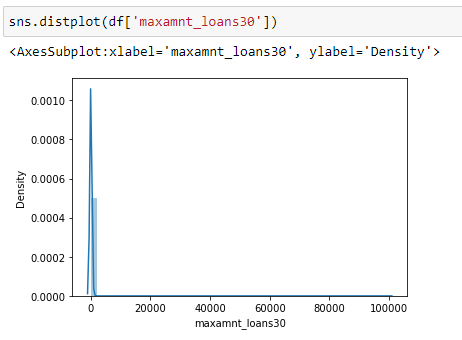 sns.distplot(df['maxamnt_loans30'])
<AxesSubplot:xlabel='maxamnt_loans30', ylabel='Density'>
0.0010
0.0008
0.0006
0.0004
0.0002
0.0000
Density
0 20000 40000 60000 80000 100000
maxamnt_loans30